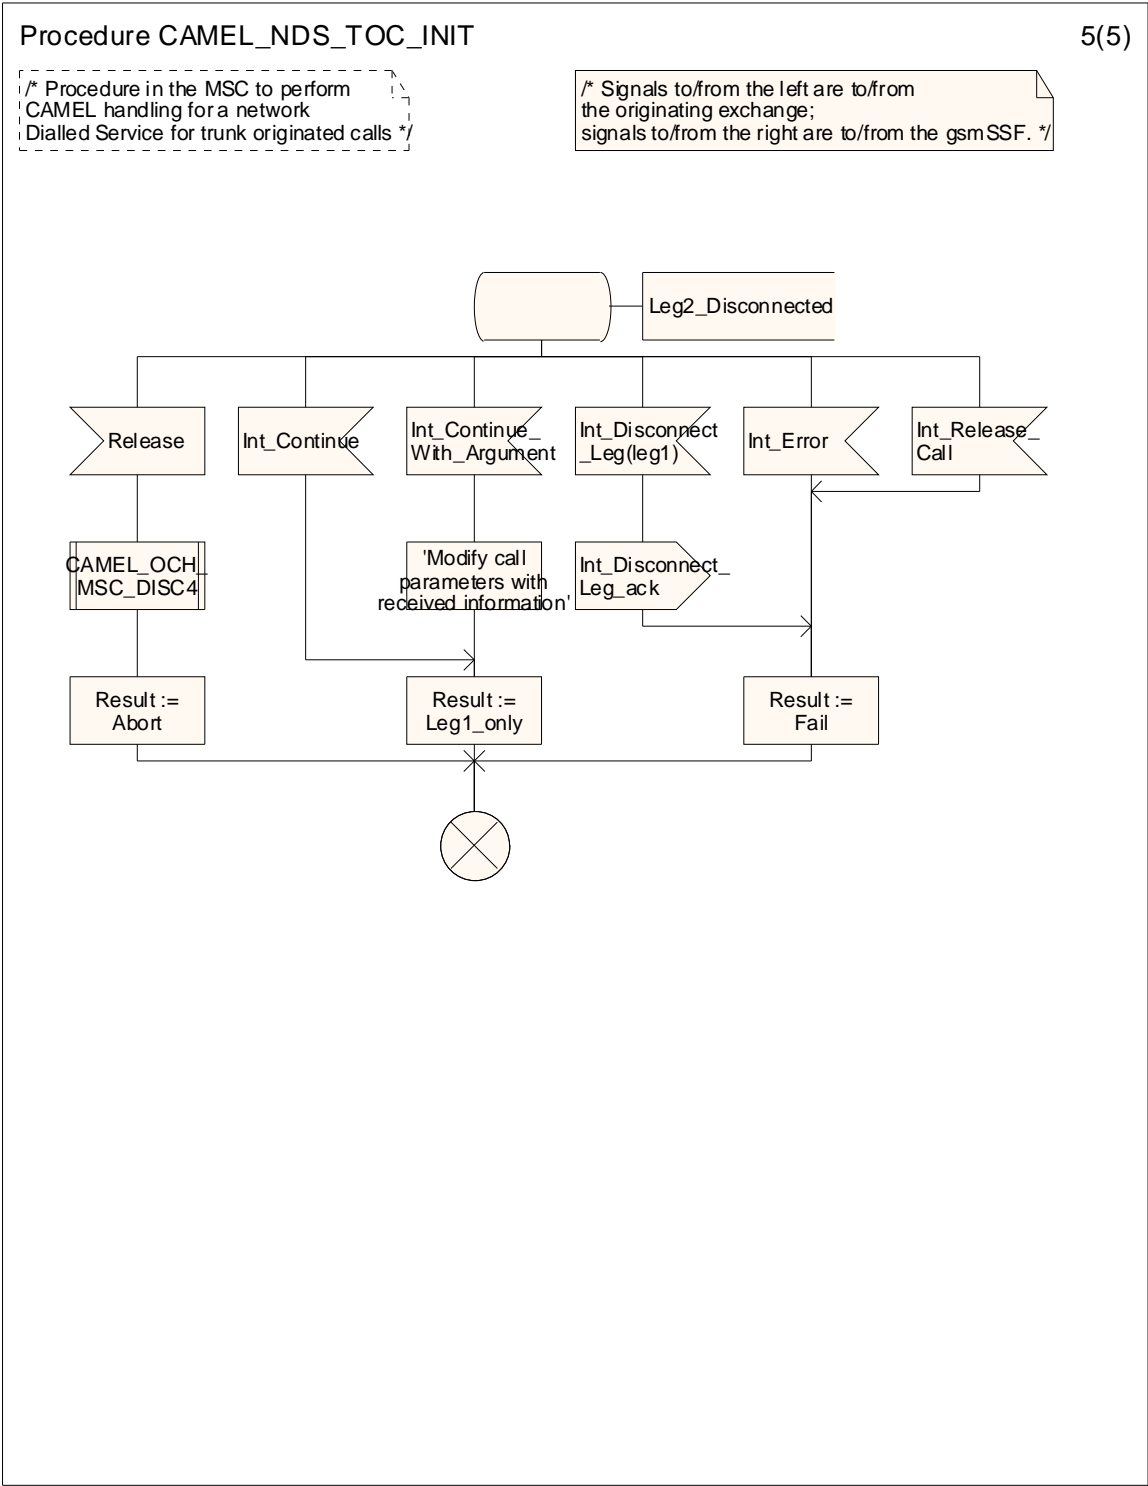 Procedure CAMEL_NDS_TOC_INIT
5(5)
/* Procedure in the MSC to perform
CAMEL handling for a network
Dialled Service for trunk originated calls */
/* Signals to/from the left are to/from
the originating exchange;
signals to/from the right are to/from the gsmSSF. */
Leg2_Disconnected
Release
Int_Continue
Int_Continue_
With_Argument
Int_Disconnect
_Leg(leg1)
Int_Error
Int_Release_
Call
CAMEL_OCH_
MSC_DISC4
'Modify call
parameters with
received information'
Int_Disconnect_
Leg_ack
Result :=
Abort
Result :=
Leg1_only
Result :=
Fail